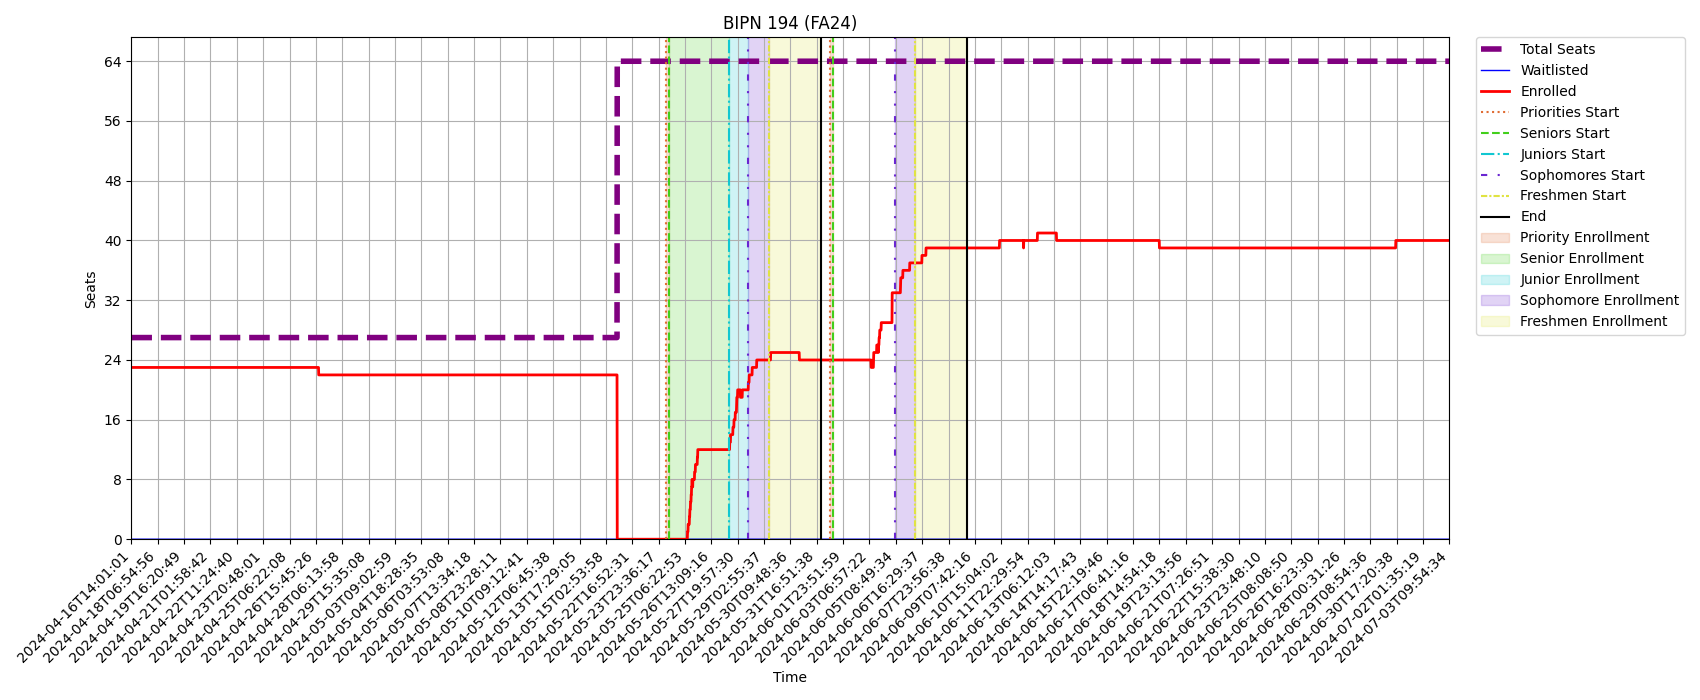 BIPN 194 (FA24)
Seats
64
56
48
40
32
24
16
8
0
2024-04-16T14:01:01
2024-04-18T06:54:56
2024-04-19T16:20:49
2024-04-21T01:58:42
2024-04-22T11:24:40
2024-04-23T20:48:01
2024-04-25T06:22:08
2024-04-26T15:45:26
2024-04-28T06:13:58
2024-04-29T15:35:08
2024-05-03T09:02:59
2024-05-04T18:28:35
2024-05-06T03:53:08
2024-05-07T13:34:18
2024-05-08T23:28:11
2024-05-10T09:12:41
2024-05-12T06:45:38
2024-05-13T17:29:05
2024-05-15T02:53:58
2024-05-22T16:52:31
2024-05-23T23:36:17
2024-05-25T06:22:53
2024-05-26T13:09:16
2024-05-27T19:57:30
2024-05-29T02:55:37
2024-05-30T09:48:36
2024-05-31T16:51:38
2024-06-01T23:51:59
2024-06-03T06:57:22
2024-06-05T08:49:34
2024-06-06T16:29:37
2024-06-07T23:56:38
2024-06-09T07:42:16
2024-06-10T15:04:02
2024-06-11T22:29:54
2024-06-13T06:12:03
2024-06-14T14:17:43
2024-06-15T22:19:46
2024-06-17T06:41:16
2024-06-18T14:54:18
2024-06-19T23:13:56
2024-06-21T07:26:51
2024-06-22T15:38:30
2024-06-23T23:48:10
2024-06-25T08:08:50
2024-06-26T16:23:30
2024-06-28T00:31:26
2024-06-29T08:54:36
2024-06-30T17:20:38
2024-07-02T01:35:19
2024-07-03T09:54:34
Time
Total Seats
Waitlisted
Enrolled
Priorities Start
Seniors Start
Juniors Start
Sophomores Start
Freshmen Start
End
Priority Enrollment
Senior Enrollment
Junior Enrollment
Sophomore Enrollment
Freshmen Enrollment